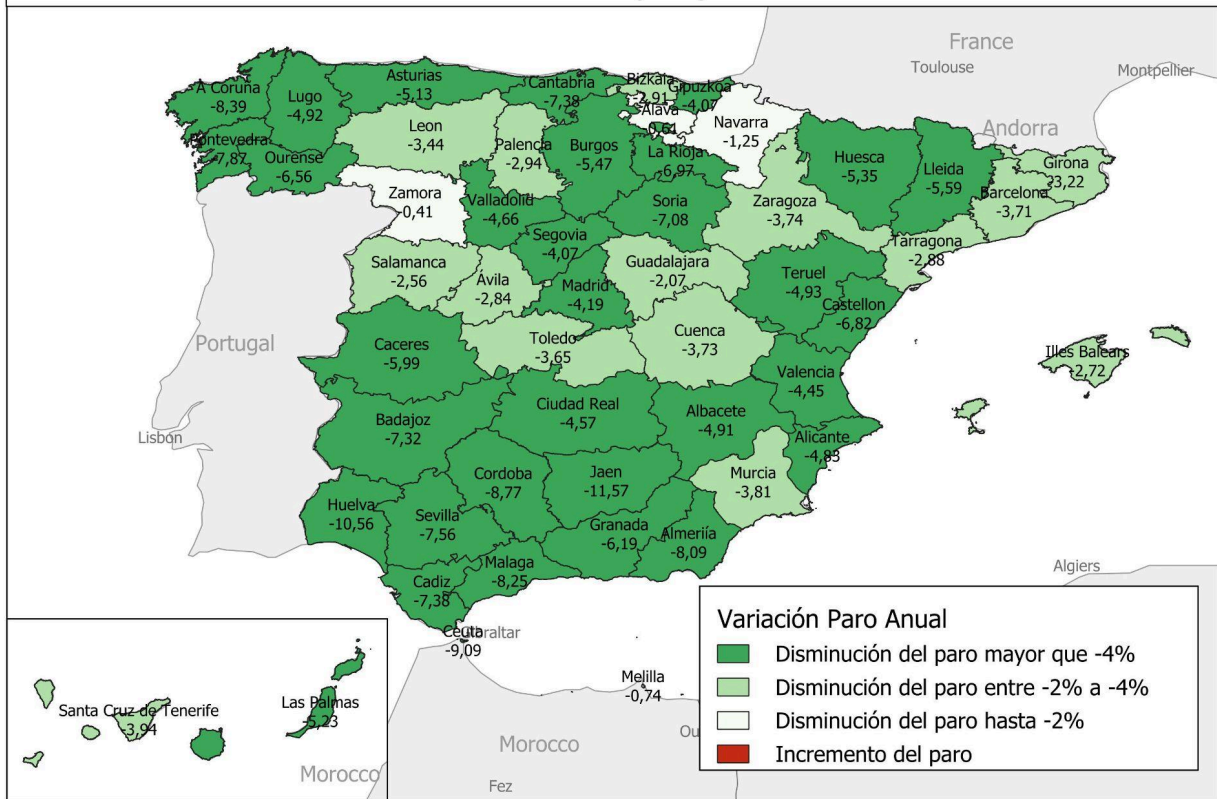 France
Toulouse
Montpellier
Andorra
A Coruña
-8,39
Lugo
-4,92
Asturias
-5,13
Cantabria
-7,38
Bizkaia
-2,91
Gipuzkoa
-4,07
Alava
-0,61
Navarra
-1,25
Pontevedra
-7,87
Ourense
-6,56
Leon
-3,44
Palencia
-2,94
Burgos
-5,47
La Rioja
-6,97
Huesca
-5,35
Lleida
-5,59
Girona
-3,22
Barcelona
-3,71
Zamora
-0,41
Valladolid
-4,66
Soria
-7,08
Zaragoza
-3,74
Tarragona
-2,88
Segovia
-4,07
Salamanca
-2,56
Ávila
-2,84
Madrid
-4,19
Guadalajara
-2,07
Teruel
-4,93
Castellon
-6,82
Portugal
Caceres
-5,99
Toledo
-3,65
Cuenca
-3,73
Valencia
-4,45
Illes Balears
-2,72
Lisbon
Badajoz
-7,32
Ciudad Real
-4,57
Albacete
-4,91
Alicante
-4,83
Cordoba
-8,77
Jaen
-11,57
Murcia
-3,81
Huelva
-10,56
Sevilla
-7,56
Granada
-6,19
Almeriía
-8,09
Cadiz
-7,38
Malaga
-8,25
Algiers
Ceuta
-9,09
Gibraltar
Melilla
-0,74
Santa Cruz de Tenerife
-3,94
Las Palmas
-5,23
Morocco
Morocco
Fez
Ou
Variación Paro Anual
Disminución del paro mayor que -4%
Disminución del paro entre -2% a -4%
Disminución del paro hasta -2%
Incremento del paro